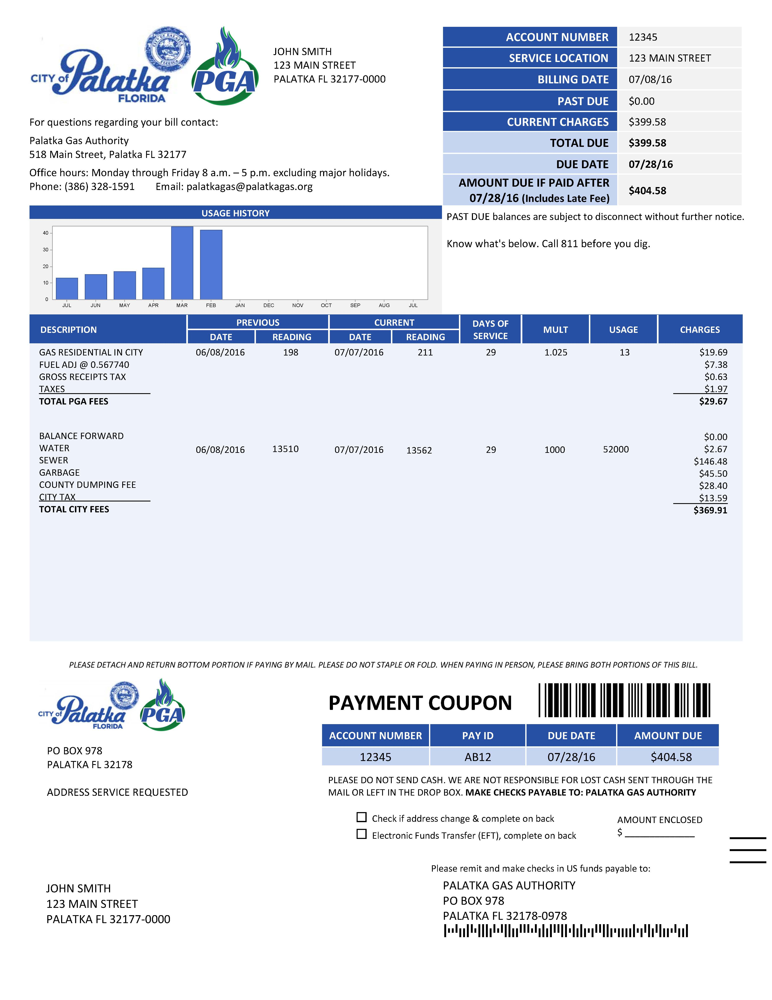 CITY of Palatka
FLORIDA
PGA
JOHN SMITH
123 MAIN STREET
PALATKA FL 32177-0000
ACCOUNT NUMBER 12345
SERVICE LOCATION 123 MAIN STREET
BILLING DATE 07/08/16
PAST DUE $0.00
CURRENT CHARGES $399.58
TOTAL DUE $399.58
DUE DATE 07/28/16
AMOUNT DUE IF PAID AFTER
07/28/16 (Includes Late Fee) $404.58
For questions regarding your bill contact:
Palatka Gas Authority
518 Main Street, Palatka FL 32177
Office hours: Monday through Friday 8 a.m. – 5 p.m. excluding major holidays.
Phone: (386) 328-1591 Email: palatkagas@palatkagas.org
PAST DUE balances are subject to disconnect without further notice.
Know what's below. Call 811 before you dig.
USAGE HISTORY
40
30
20
10
0
JUL JUN MAY APR MAR FEB JAN DEC NOV OCT SEP AUG JUL
DESCRIPTION PREVIOUS CURRENT DAYS OF SERVICE MULT USAGE CHARGES
DATE READING DATE READING
GAS RESIDENTIAL IN CITY 06/08/2016 198 07/07/2016 211 29 1.025 13 $19.69
FUEL ADJ @ 0.567740 $7.38
GROSS RECEIPTS TAX $0.63
TAXES $1.97
TOTAL PGA FEES $29.67
BALANCE FORWARD $0.00
WATER 06/08/2016 13510 07/07/2016 13562 29 1000 52000 $2.67
SEWER $146.48
GARBAGE $45.50
COUNTY DUMPING FEE $28.40
CITY TAX $13.59
TOTAL CITY FEES $369.91
PLEASE DETACH AND RETURN BOTTOM PORTION IF PAYING BY MAIL. PLEASE DO NOT STAPLE OR FOLD. WHEN PAYING IN PERSON, PLEASE BRING BOTH PORTIONS OF THIS BILL.
CITY of Palatka
FLORIDA
PGA
PO BOX 978
PALATKA FL 32178
ADDRESS SERVICE REQUESTED
PAYMENT COUPON
ACCOUNT NUMBER PAY ID DUE DATE AMOUNT DUE
12345 AB12 07/28/16 $404.58
PLEASE DO NOT SEND CASH. WE ARE NOT RESPONSIBLE FOR LOST CASH SENT THROUGH THE
MAIL OR LEFT IN THE DROP BOX. MAKE CHECKS PAYABLE TO: PALATKA GAS AUTHORITY
Check if address change & complete on back
Electronic Funds Transfer (EFT), complete on back
AMOUNT ENCLOSED
$ ______________
JOHN SMITH
123 MAIN STREET
PALATKA FL 32177-0000
Please remit and make checks in US funds payable to:
PALATKA GAS AUTHORITY
PO BOX 978
PALATKA FL 32178-0978